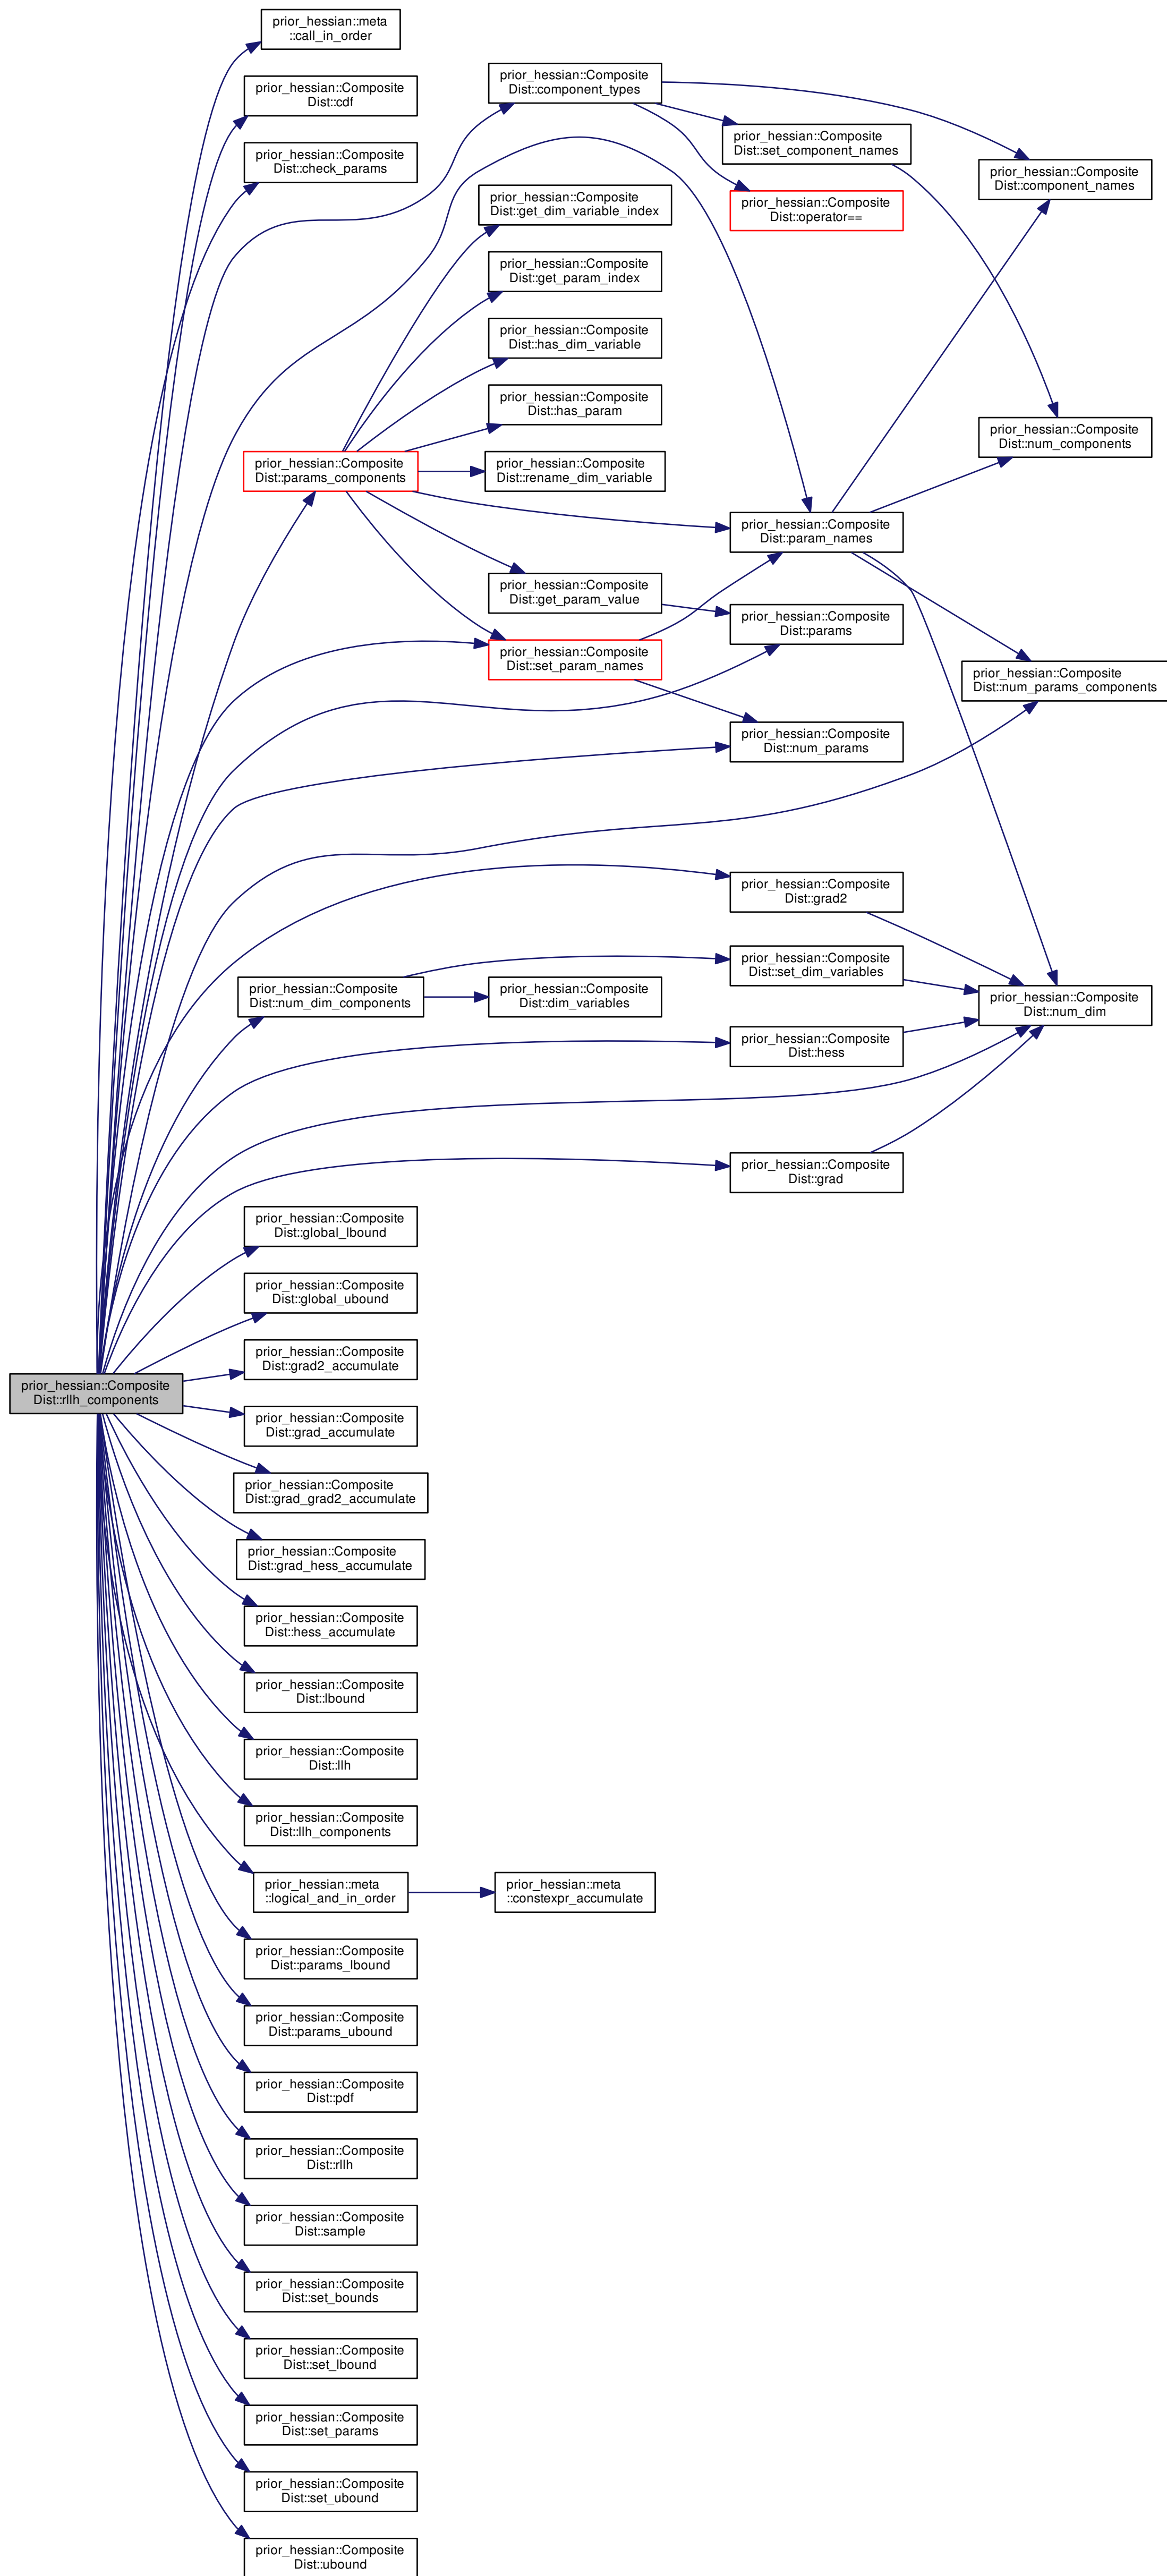 prior_hessian::meta
::call_in_order
prior_hessian::Composite
Dist::cdf
prior_hessian::Composite
Dist::check_params
prior_hessian::Composite
Dist::component_types
prior_hessian::Composite
Dist::set_component_names
prior_hessian::Composite
Dist::component_names
prior_hessian::Composite
Dist::operator==
prior_hessian::Composite
Dist::get_dim_variable_index
prior_hessian::Composite
Dist::get_param_index
prior_hessian::Composite
Dist::has_dim_variable
prior_hessian::Composite
Dist::has_param
prior_hessian::Composite
Dist::num_components
prior_hessian::Composite
Dist::params_components
prior_hessian::Composite
Dist::rename_dim_variable
prior_hessian::Composite
Dist::param_names
prior_hessian::Composite
Dist::get_param_value
prior_hessian::Composite
Dist::params
prior_hessian::Composite
Dist::set_param_names
prior_hessian::Composite
Dist::num_params_components
prior_hessian::Composite
Dist::num_params
prior_hessian::Composite
Dist::grad2
prior_hessian::Composite
Dist::set_dim_variables
prior_hessian::Composite
Dist::num_dim_components
prior_hessian::Composite
Dist::dim_variables
prior_hessian::Composite
Dist::num_dim
prior_hessian::Composite
Dist::hess
prior_hessian::Composite
Dist::grad
prior_hessian::Composite
Dist::global_lbound
prior_hessian::Composite
Dist::global_ubound
prior_hessian::Composite
Dist::grad2_accumulate
prior_hessian::Composite
Dist::rllh_components
prior_hessian::Composite
Dist::grad_accumulate
prior_hessian::Composite
Dist::grad_grad2_accumulate
prior_hessian::Composite
Dist::grad_hess_accumulate
prior_hessian::Composite
Dist::hess_accumulate
prior_hessian::Composite
Dist::lbound
prior_hessian::Composite
Dist::llh
prior_hessian::Composite
Dist::llh_components
prior_hessian::meta
::logical_and_in_order
prior_hessian::meta
::constexpr_accumulate
prior_hessian::Composite
Dist::params_lbound
prior_hessian::Composite
Dist::params_ubound
prior_hessian::Composite
Dist::pdf
prior_hessian::Composite
Dist::rllh
prior_hessian::Composite
Dist::sample
prior_hessian::Composite
Dist::set_bounds
prior_hessian::Composite
Dist::set_lbound
prior_hessian::Composite
Dist::set_params
prior_hessian::Composite
Dist::set_ubound
prior_hessian::Composite
Dist::ubound